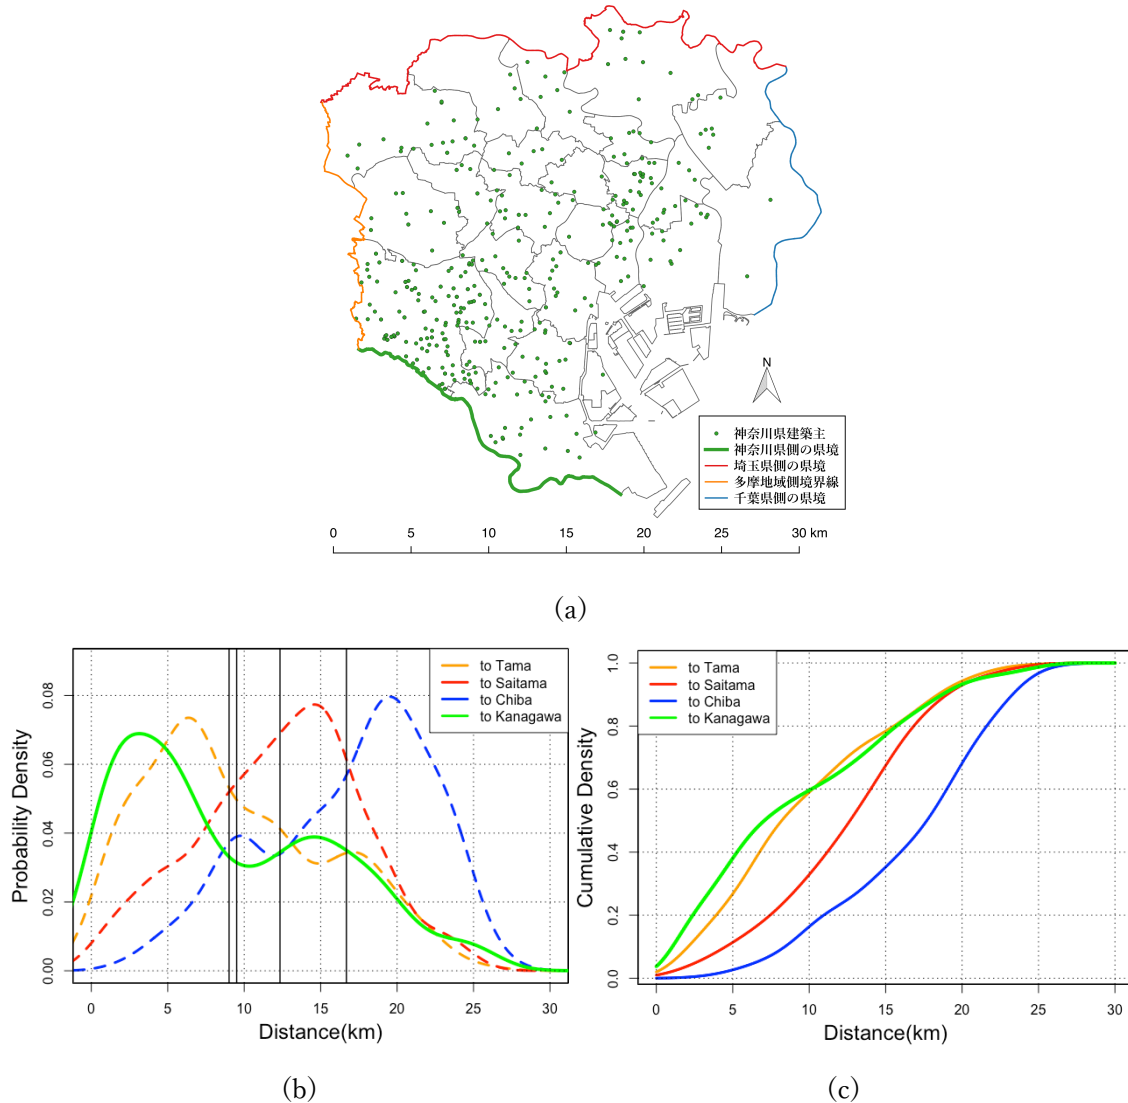 N
神奈川県建築主
神奈川県側の県境
埼玉県側の県境
多摩地域側境界線
千葉県側の県境
0 5 10 15 20 25 30 km
(a)
to Tama
to Saitama
to Chiba
to Kanagawa
Probability Density
0.08
0.06
0.04
0.02
0.00
0 5 10 15 20 25 30
Distance(km)
(b)
to Tama
to Saitama
to Chiba
to Kanagawa
Cumulative Density
1.0
0.8
0.6
0.4
0.2
0.0
0 5 10 15 20 25 30
Distance(km)
(c)